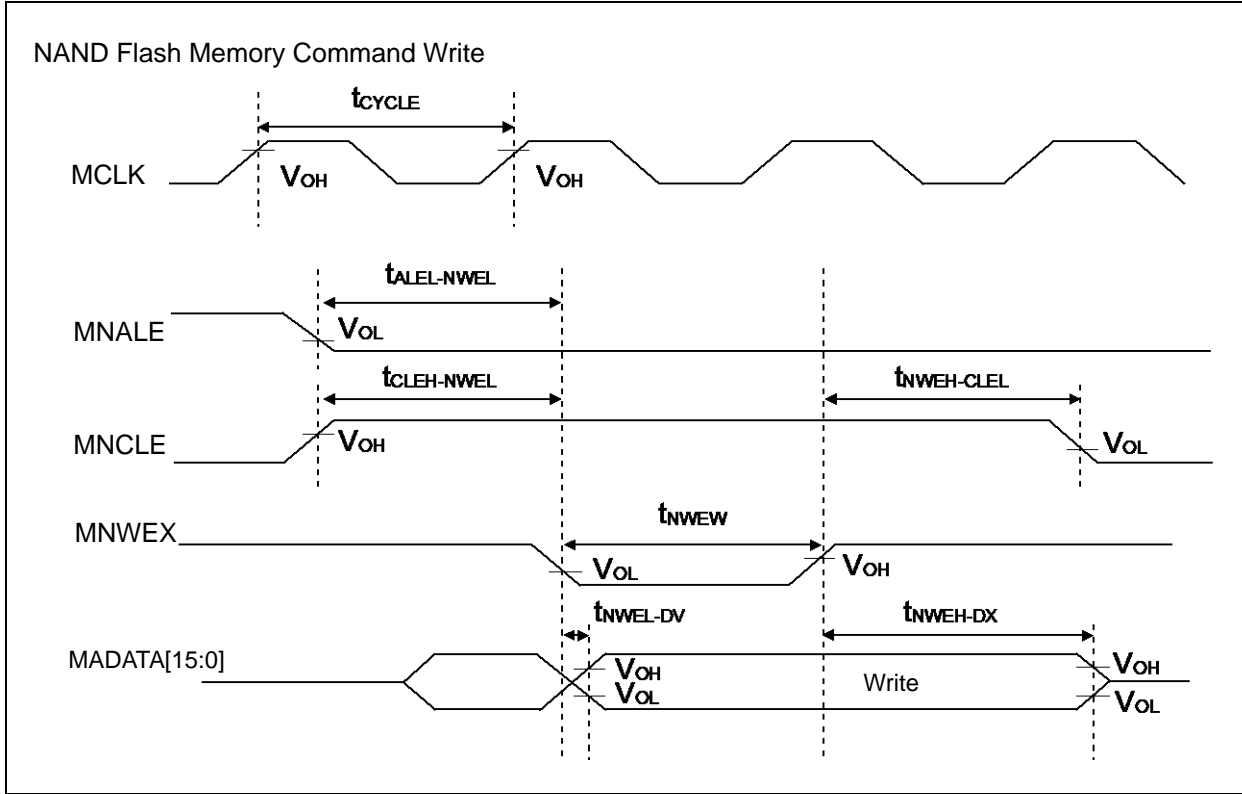 NAND Flash Memory Command Write
tCYCLE
MCLK
VOH
VOH
tALEL-NWEL
MNALE
VOL
tCLEH-NWEL
tNWEH-CLEL
MNCLE
VOH
VOL
MNWEX
tNWEW
VOL
VOH
tNWEL-DV
tNWEH-DX
MADATA[15:0]
VOH
VOL
Write
VOH
VOL